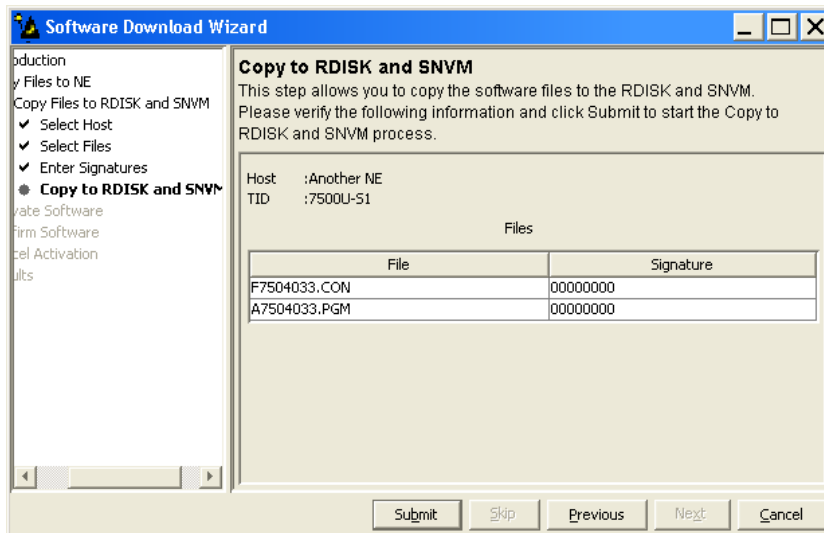 Software Download Wizard
oduction
y Files to NE
Copy Files to RDISK and SNVM
Select Host
Select Files
Enter Signatures
Copy to RDISK and SNVM
vate Software
firm Software
cel Activation
ults
Copy to RDISK and SNVM
This step allows you to copy the software files to the RDISK and SNVM.
Please verify the following information and click Submit to start the Copy to
RDISK and SNVM process.
Host :Another NE
TID :7500U-S1
Files
File Signature
F7504033.CON 00000000
A7504033.PGM 00000000
Submit Skip Previous Next Cancel